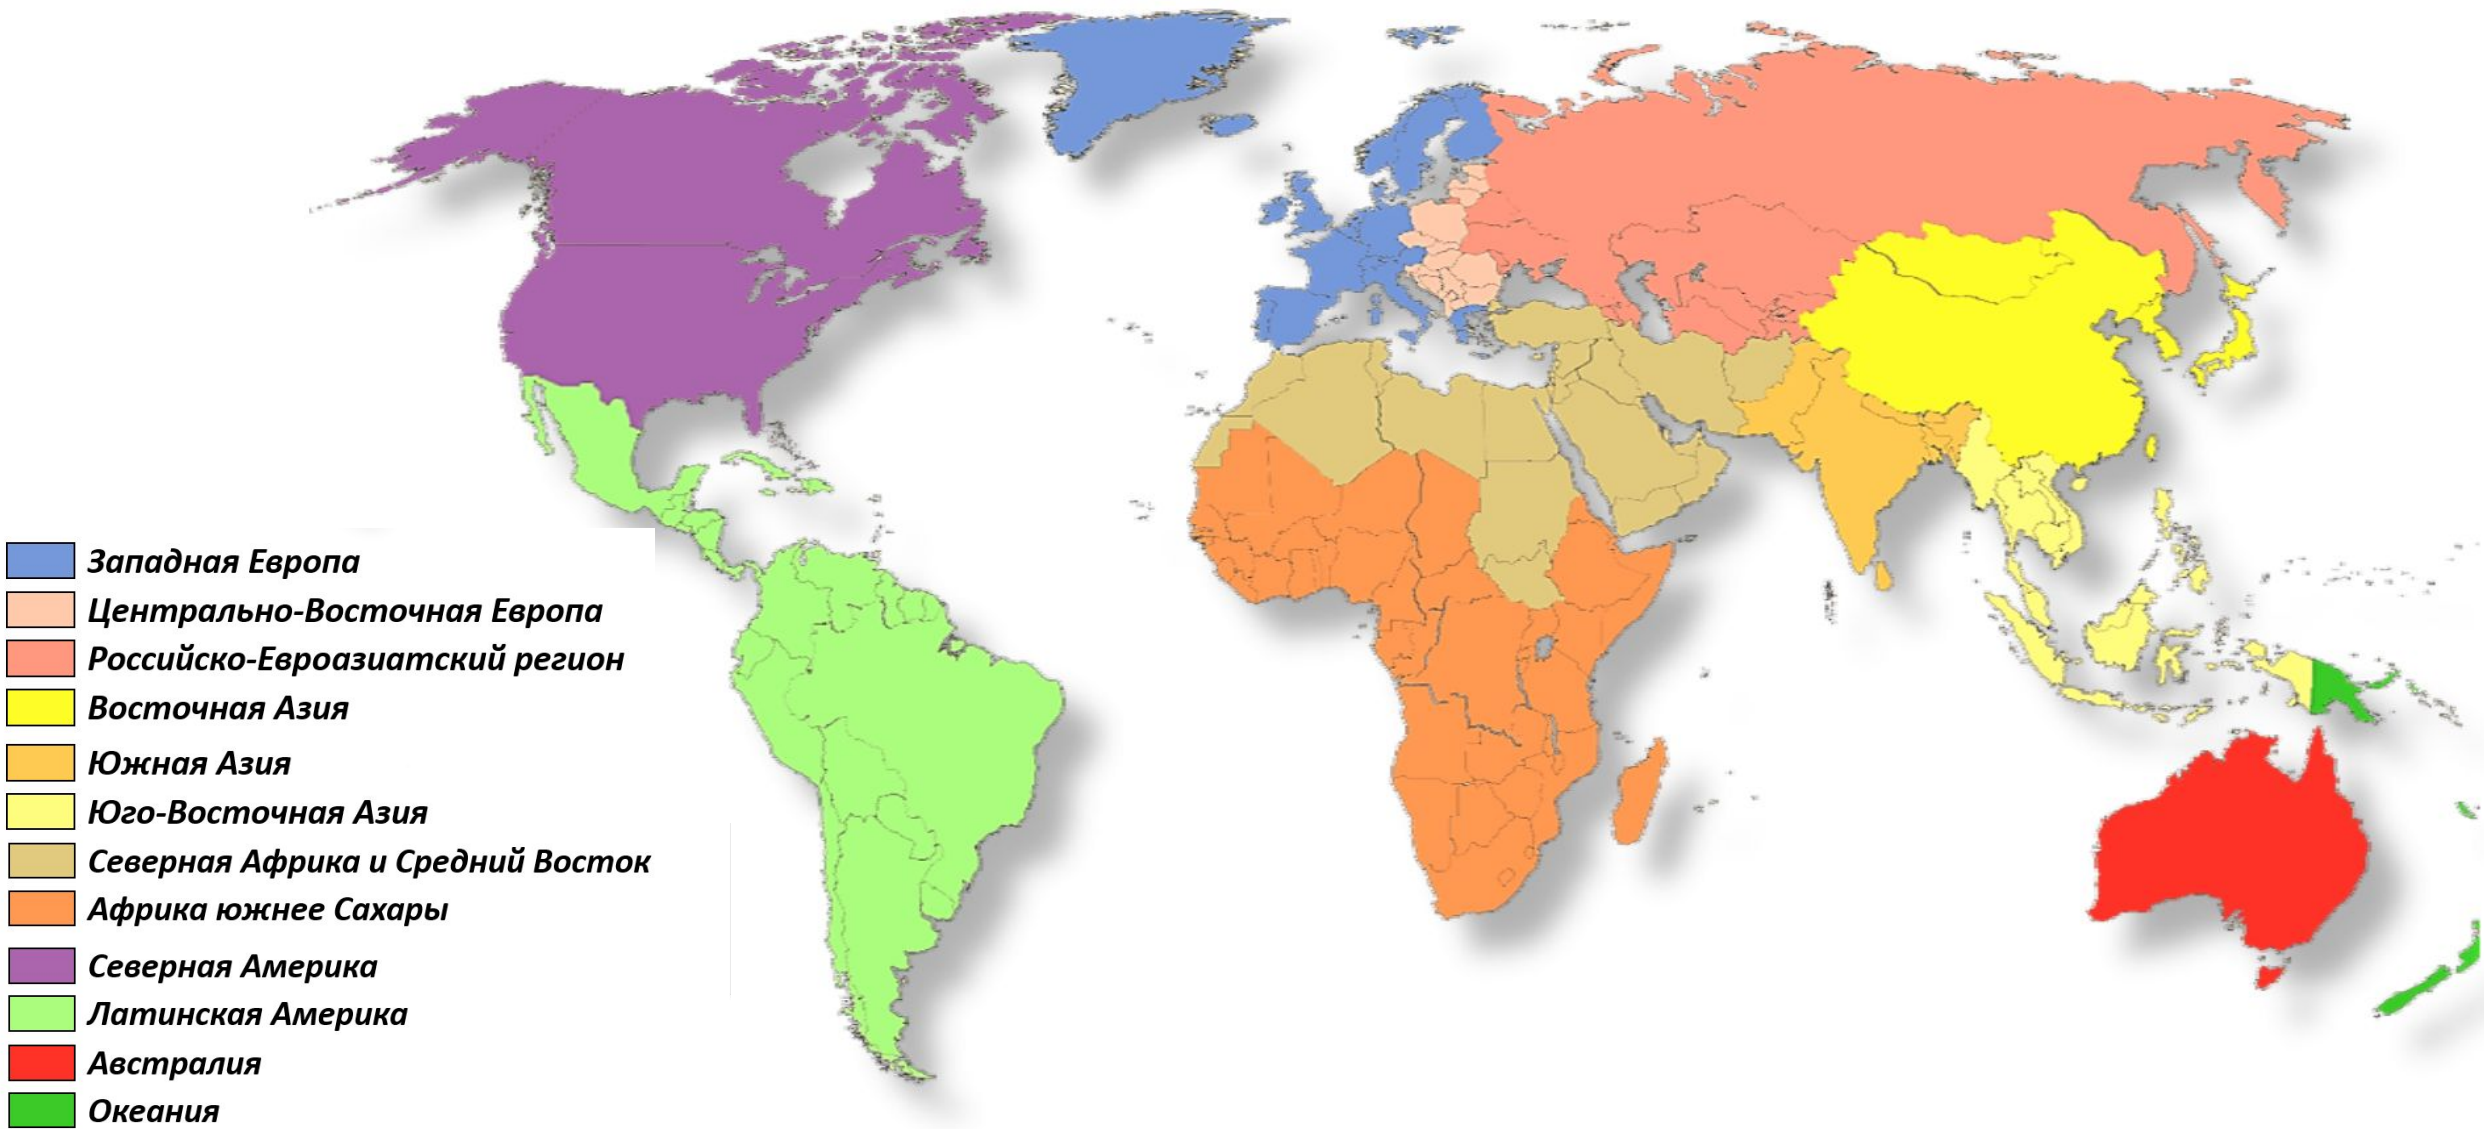 Западная Европа
Центрально-Восточная Европа
Российско-Евроазиатский регион
Восточная Азия
Южная Азия
Юго-Восточная Азия
Северная Африка и Средний Восток
Африка южнее Сахары
Северная Америка
Латинская Америка
Австралия
Океания